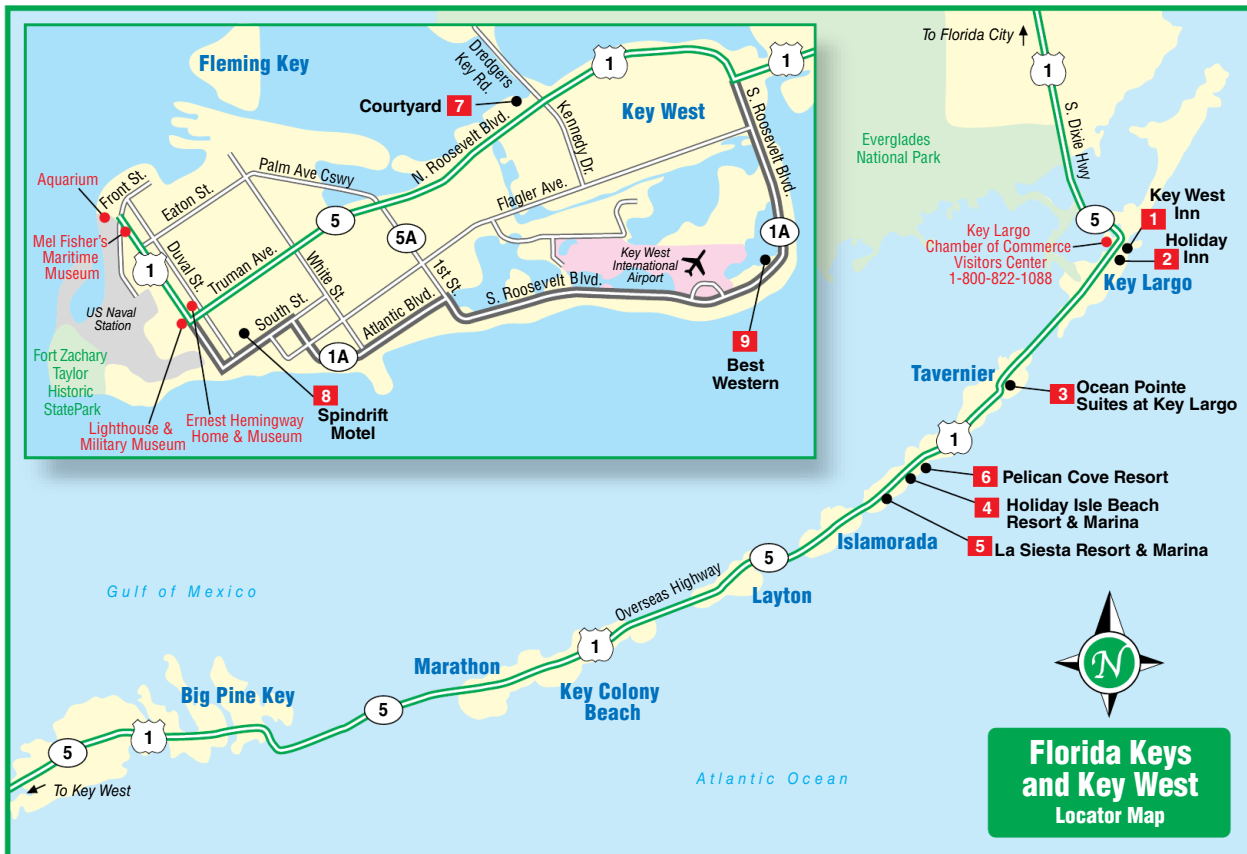 Fleming Key
Dredgers
Key Rd.
1
1
Courtyard 7
Key West
N. Roosevelt Blvd.
Kennedy Dr.
S. Roosevelt Blvd.
Palm Ave Cswy
Aquarium
Front St.
Eaton St.
Flagler Ave.
5
5A
1A
Mel Fisher's
Maritime
Museum
1
Duval St.
Truman Ave.
White St.
1st St.
Key West
International
Airport
S. Roosevelt Blvd.
US Naval
Station
South St.
Atlantic Blvd.
1A
Fort Zachary
Taylor
Historic
StatePark
8
Spindrift
Motel
9
Best
Western
Lighthouse &
Military Museum
Ernest Hemingway
Home & Museum
To Florida City
1
S. Dixie Hwy
Everglades
National Park
5
Key West
Inn
1
Key Largo
Chamber of Commerce
Visitors Center
1-800-822-1088
Holiday
Inn
2
Key Largo
Tavernier
3 Ocean Pointe
Suites at Key Largo
1
6 Pelican Cove Resort
4 Holiday Isle Beach
Resort & Marina
5 La Siesta Resort & Marina
Islamorada
5
Layton
Overseas Highway
Gulf of Mexico
1
Marathon
Key Colony
Beach
Big Pine Key
5
1
5
To Key West
Atlantic Ocean
N
Florida Keys
and Key West
Locator Map